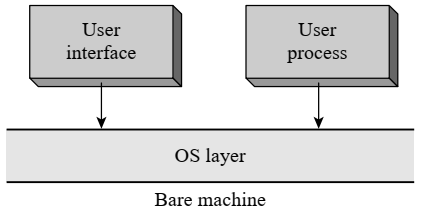 User
interface
User
process
OS layer
Bare machine